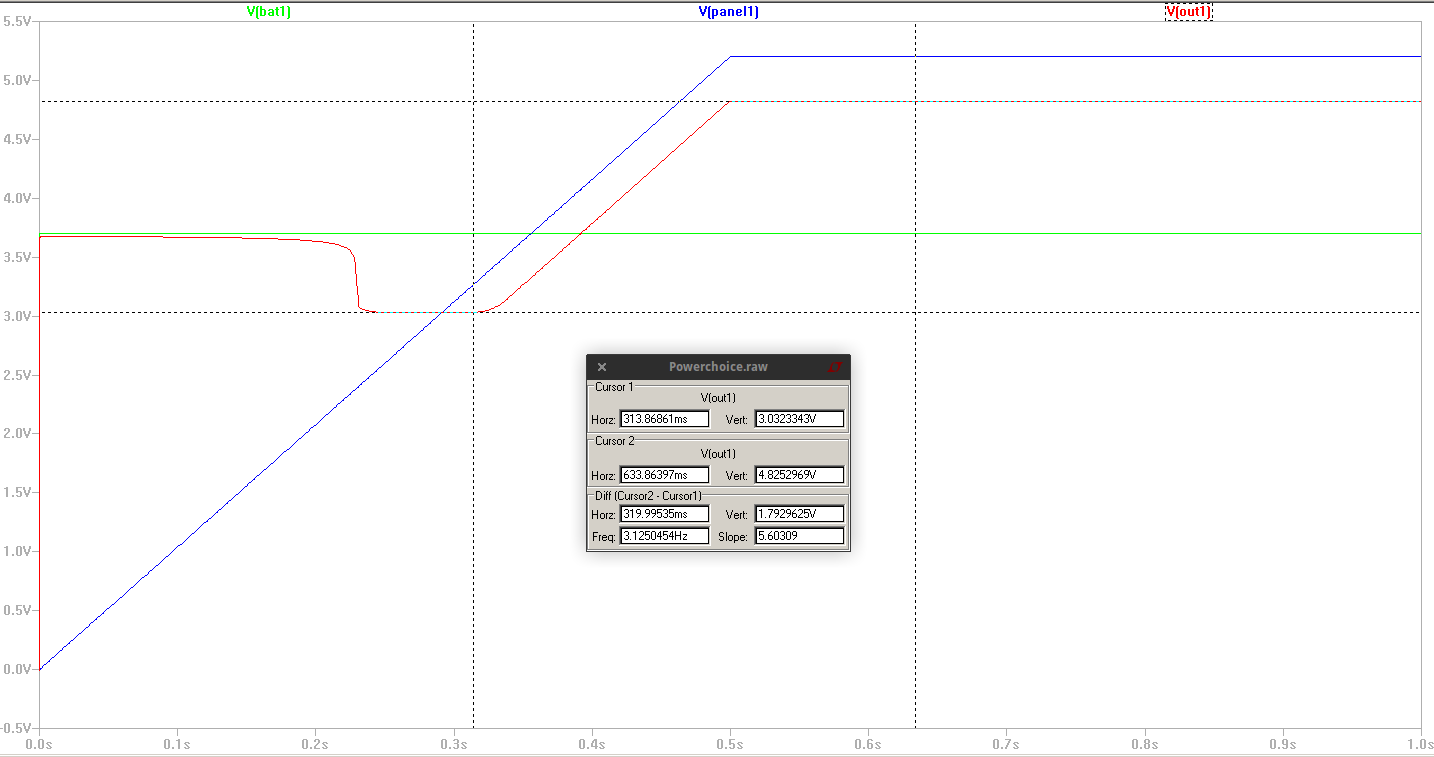 V(bat1) V(panel1) V(out1)
5.5V
5.0V
4.5V
4.0V
3.5V
3.0V
2.5V
2.0V
1.5V
1.0V
0.5V
0.0V
-0.5V
Powerchoice.raw
Cursor 1
V(out1)
Horz: 313.86861ms Vert: 3.0323343V
Cursor 2
V(out1)
Horz: 633.86397ms Vert: 4.8252969V
Diff (Cursor2 - Cursor1)
Horz: 319.99535ms Vert: 1.7929625V
Freq: 3.1250454Hz Slope: 5.60309
0.0s 0.1s 0.2s 0.3s 0.4s 0.5s 0.6s 0.7s 0.8s 0.9s 1.0s